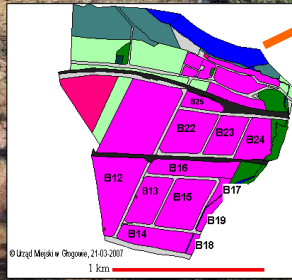 B25
B22 B23 B24
B16
B12 B13 B15 B17
B19
B14 B18
© Urząd Miejski w Głogowie, 21-03-2007
1 km